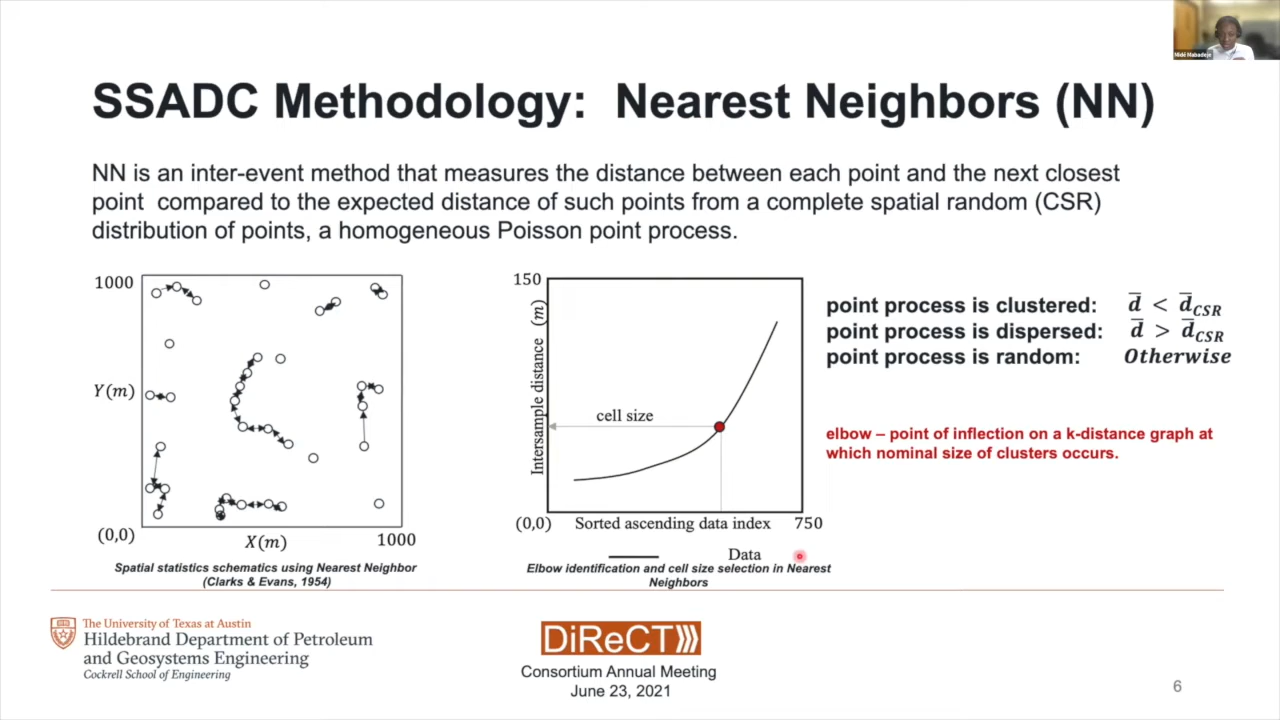 Midé Mabadeje
SSADC Methodology: Nearest Neighbors (NN)
NN is an inter-event method that measures the distance between each point and the next closest
point compared to the expected distance of such points from a complete spatial random (CSR)
distribution of points, a homogeneous Poisson point process.
1000
Y(m)
(0,0)
X(m)
1000
Spatial statistics schematics using Nearest Neighbor
(Clarks & Evans, 1954)
150
Intersample distance (m)
cell size
(0,0)
Sorted ascending data index
750
Data
Elbow identification and cell size selection in Nearest
Neighbors
point process is clustered: d̅ < d̅_CSR
point process is dispersed: d̅ > d̅_CSR
point process is random: Otherwise
elbow – point of inflection on a k-distance graph at
which nominal size of clusters occurs.
The University of Texas at Austin
Hildebrand Department of Petroleum
and Geosystems Engineering
Cockrell School of Engineering
DiReCT
Consortium Annual Meeting
June 23, 2021
6